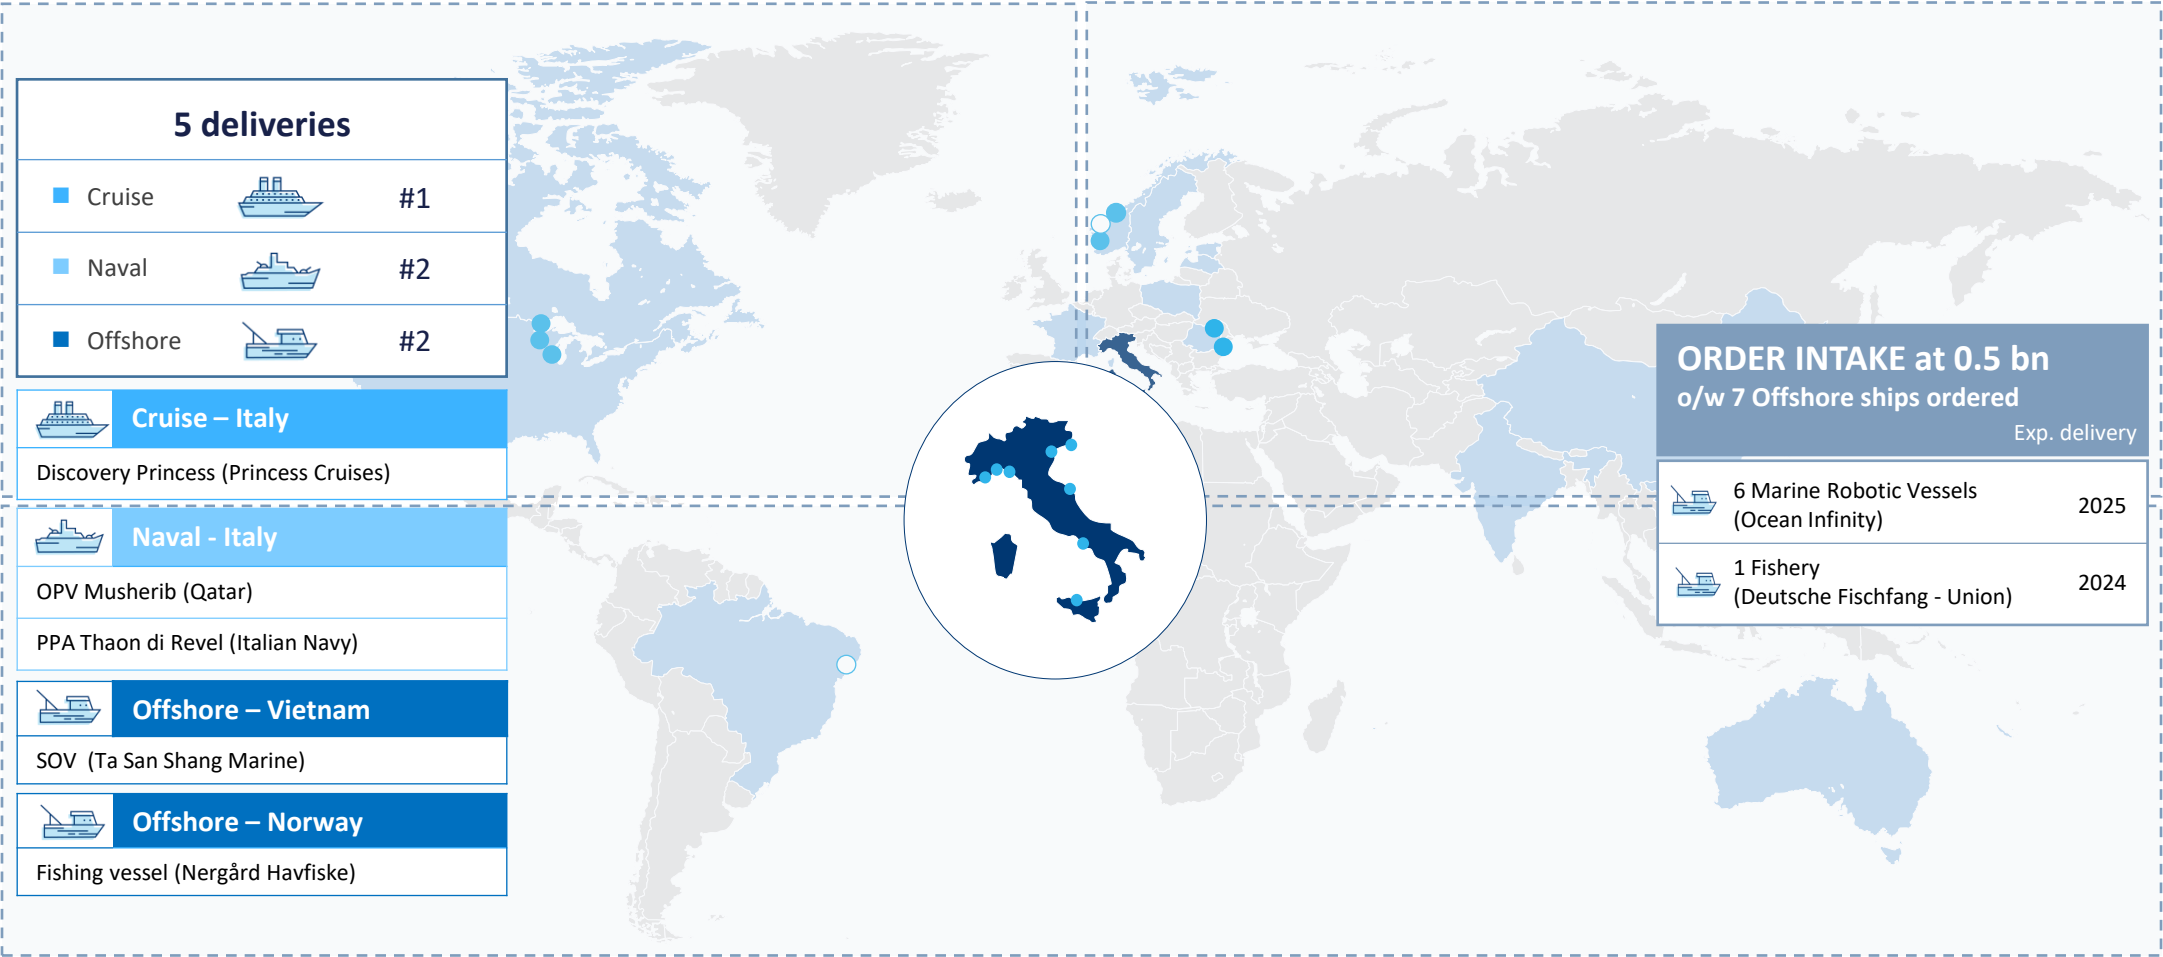 5 deliveries
Cruise #1
Naval #2
Offshore #2
Cruise – Italy
Discovery Princess (Princess Cruises)
Naval - Italy
OPV Musherib (Qatar)
PPA Thaon di Revel (Italian Navy)
Offshore – Vietnam
SOV (Ta San Shang Marine)
Offshore – Norway
Fishing vessel (Nergård Havfiske)
ORDER INTAKE at 0.5 bn
o/w 7 Offshore ships ordered
Exp. delivery
6 Marine Robotic Vessels
(Ocean Infinity)
2025
1 Fishery
(Deutsche Fischfang - Union)
2024